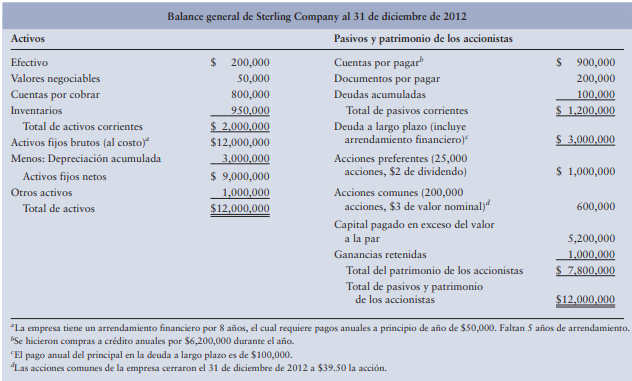 Balance general de Sterling Company al 31 de diciembre de 2012
Activos
Efectivo $ 200,000
Valores negociables 50,000
Cuentas por cobrar 800,000
Inventarios 950,000
Total de activos corrientes $ 2,000,000
Activos fijos brutos (al costo)ᵃ $12,000,000
Menos: Depreciación acumulada 3,000,000
Activos fijos netos $ 9,000,000
Otros activos 1,000,000
Total de activos $12,000,000
Pasivos y patrimonio de los accionistas
Cuentas por pagarᵇ $ 900,000
Documentos por pagar 200,000
Deudas acumuladas 100,000
Total de pasivos corrientes $ 1,200,000
Deuda a largo plazo (incluye
arrendamiento financiero)ᶜ $ 3,000,000
Acciones preferentes (25,000
acciones, $2 de dividendo) $ 1,000,000
Acciones comunes (200,000
acciones, $3 de valor nominal)ᵈ 600,000
Capital pagado en exceso del valor
a la par 5,200,000
Ganancias retenidas 1,000,000
Total del patrimonio de los accionistas $ 7,800,000
Total de pasivos y patrimonio
de los accionistas $12,000,000
ᵃLa empresa tiene un arrendamiento financiero por 8 años, el cual requiere pagos anuales a principio de año de $50,000. Faltan 5 años de arrendamiento.
ᵇSe hicieron compras a crédito anuales por $6,200,000 durante el año.
ᶜEl pago anual del principal en la deuda a largo plazo es de $100,000.
ᵈLas acciones comunes de la empresa cerraron el 31 de diciembre de 2012 a $39.50 la acción.